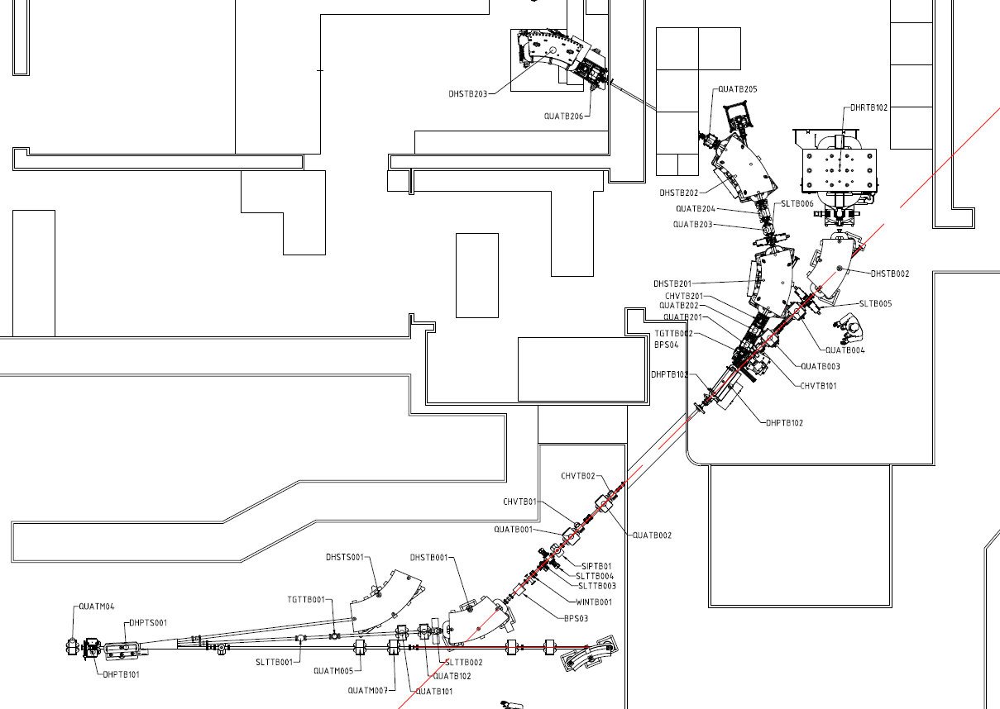 QUATB205
DHSTB203
DHRTB102
QUATB206
DHSTB202
SLTB006
QUATB204
QUATB203
DHSTB002
DHSTB201
CHVTB201
SLTB005
QUATB202
QUATB201
TGTTB002
BPS04
QUATB004
QUATB003
DHPTB102
CHVTB101
DHPTB102
CHVTB02
CHVTB01
QUATB001
QUATB002
DHSTS001
DHSTB001
SIPTB01
SLTTB004
SLTTB003
TGTTB001
WINTB001
QUATM04
BPS03
DHPTS001
SLTTB001
SLTTB002
QUATM005
DHPTB101
QUATB102
QUATM007
QUATB101